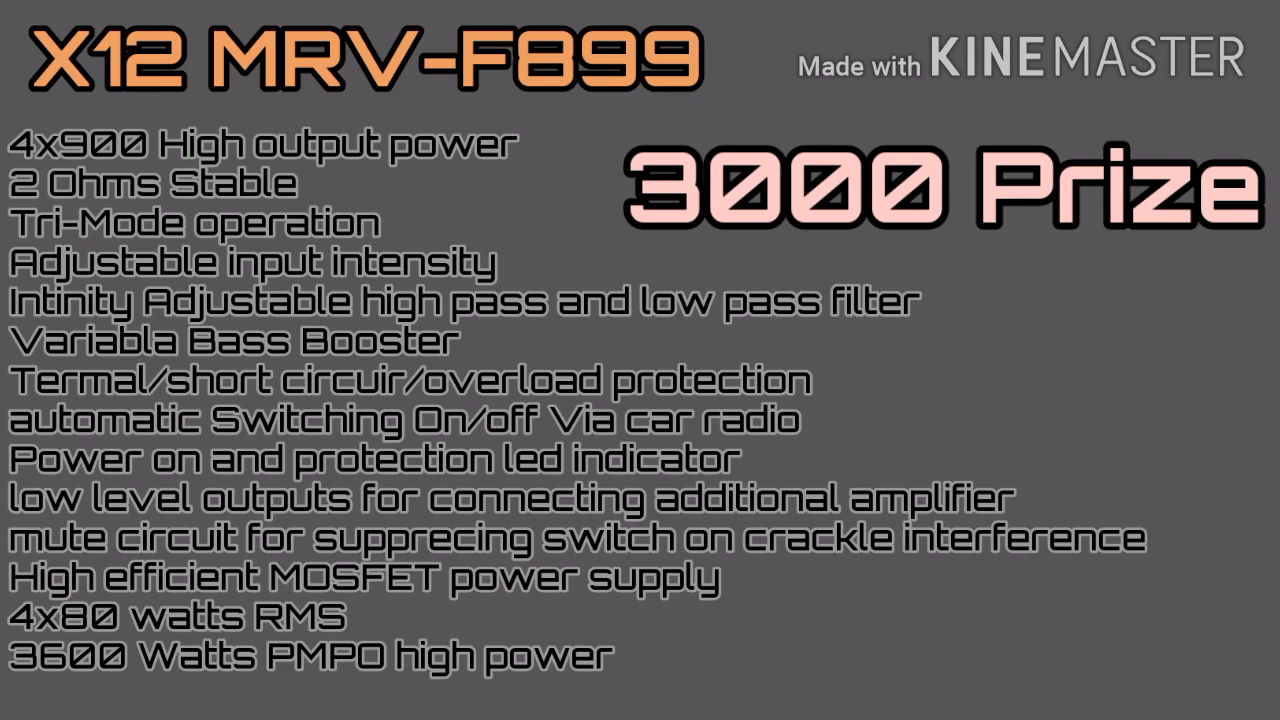 X12 MRV-F899
Made with KINEMASTER
3000 Prize
4x900 High output power
2 Ohms Stable
Tri-Mode operation
Adjustable input intensity
Intinity Adjustable high pass and low pass filter
Variabla Bass Booster
Termal/short circuir/overload protection
automatic Switching On/off Via car radio
Power on and protection led indicator
low level outputs for connecting additional amplifier
mute circuit for supprecing switch on crackle interference
High efficient MOSFET power supply
4x80 watts RMS
3600 Watts PMPO high power